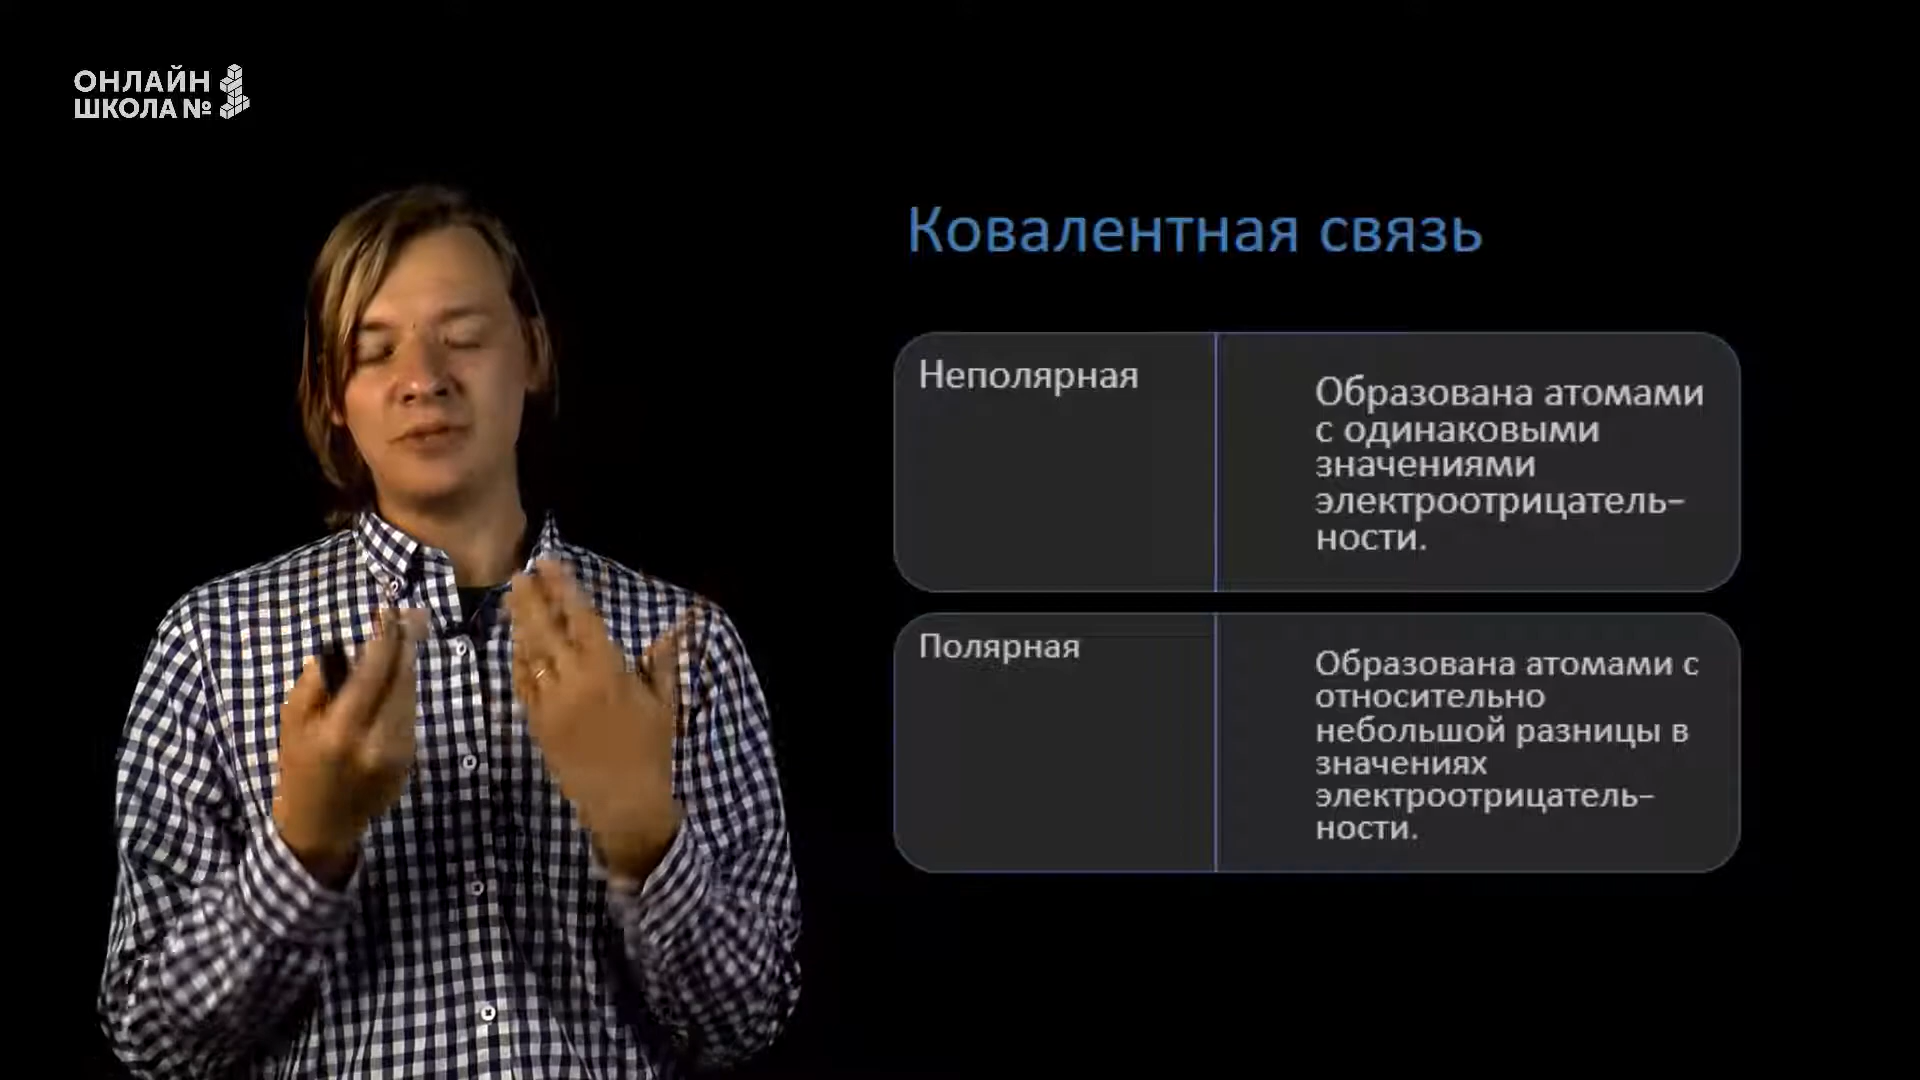 ОНЛАЙН
ШКОЛА №
Ковалентная связь
Неполярная
Образована атомами
с одинаковыми
значениями
электроотрицатель-
ности.
Полярная
Образована атомами с
относительно
небольшой разницы в
значениях
электроотрицатель-
ности.